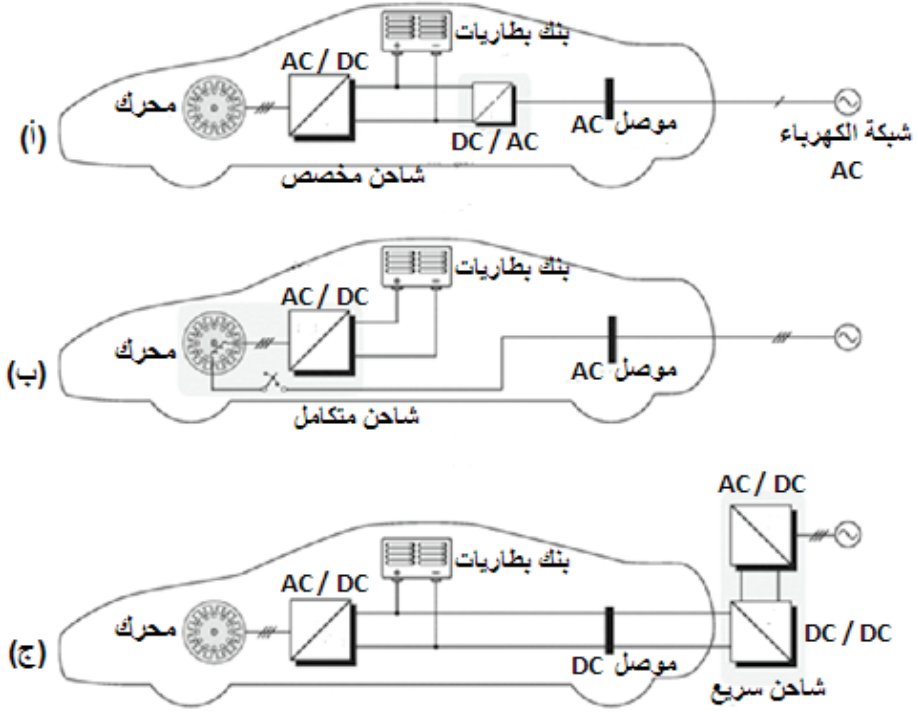 بنك بطاريات
AC / DC
محرك
DC / AC
موصل AC
شبكة الكهرباء
AC
شاحن مخصص
(أ)
بنك بطاريات
AC / DC
محرك
موصل AC
شاحن متكامل
(ب)
AC / DC
بنك بطاريات
AC / DC
محرك
DC / DC
موصل DC
شاحن سريع
(ج)